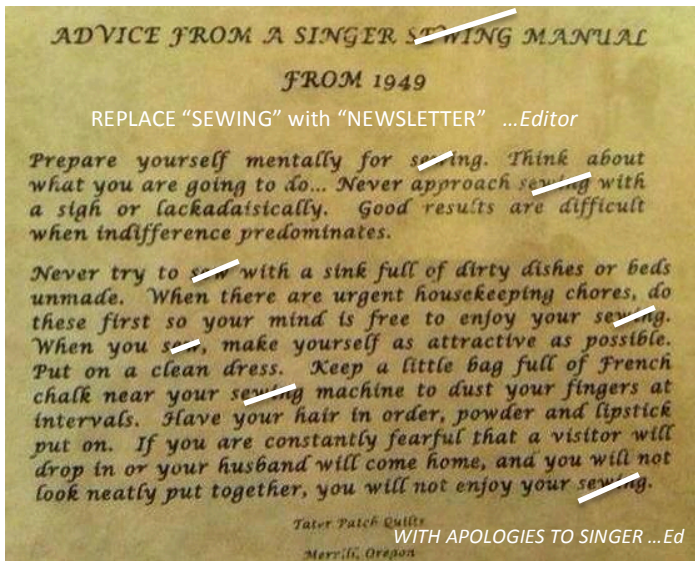 ADVICE FROM A SINGER SEWING MANUAL
FROM 1949
REPLACE "SEWING" with "NEWSLETTER" ...Editor
Prepare yourself mentally for sewing. Think about
what you are going to do... Never approach sewing with
a sigh or lackadaisically. Good results are difficult
when indifference predominates.
Never try to sew with a sink full of dirty dishes or beds
unmade. When there are urgent housekeeping chores, do
these first so your mind is free to enjoy your sewing.
When you sew, make yourself as attractive as possible.
Put on a clean dress. Keep a little bag full of French
chalk near your sewing machine to dust your fingers at
intervals. Have your hair in order, powder and lipstick
put on. If you are constantly fearful that a visitor will
drop in or your husband will come home, and you will not
look neatly put together, you will not enjoy your sewing.
Tater Patch Quilts
WITH APOLOGIES TO SINGER ...Ed
Merrill, Oregon